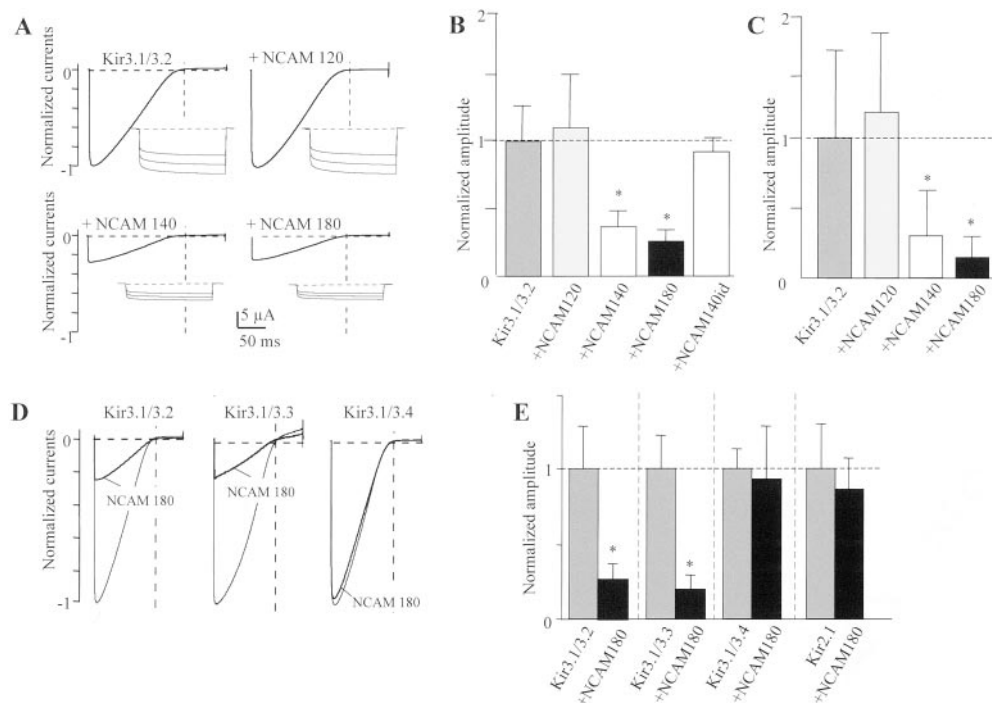 A
Kir3.1/3.2
+ NCAM 120
Normalized currents
0
-1
+ NCAM 140
+ NCAM 180
Normalized currents
0
-1
5 µA
50 ms
B
Normalized amplitude
2
1
0
Kir3.1/3.2
+NCAM120
+NCAM140
+NCAM180
+NCAM140id
*
*
C
Normalized amplitude
2
1
0
Kir3.1/3.2
+NCAM120
+NCAM140
+NCAM180
*
*
D
Kir3.1/3.2
Kir3.1/3.3
Kir3.1/3.4
Normalized currents
0
-1
NCAM 180
NCAM 180
NCAM 180
E
Normalized amplitude
1
0
*
*
Kir3.1/3.2
+NCAM180
Kir3.1/3.3
+NCAM180
Kir3.1/3.4
+NCAM180
Kir2.1
+NCAM180